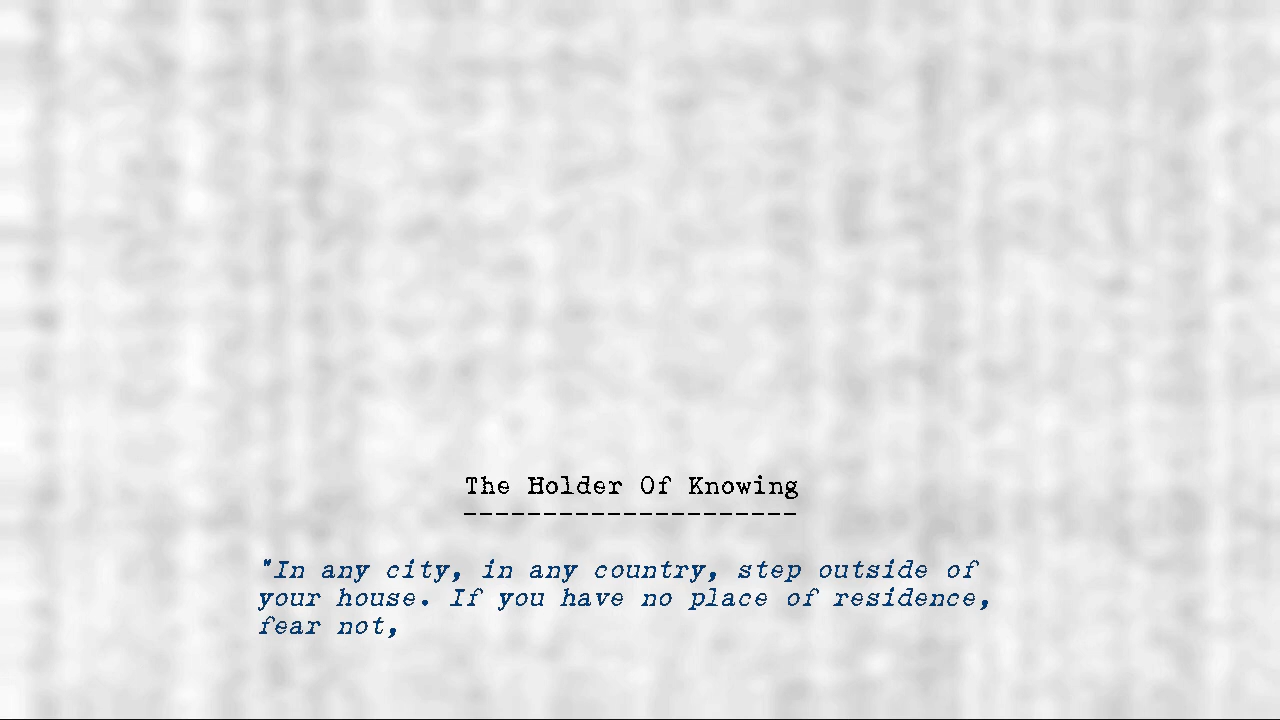 The Holder Of Knowing
---------------------
"In any city, in any country, step outside of
your house. If you have no place of residence,
fear not,